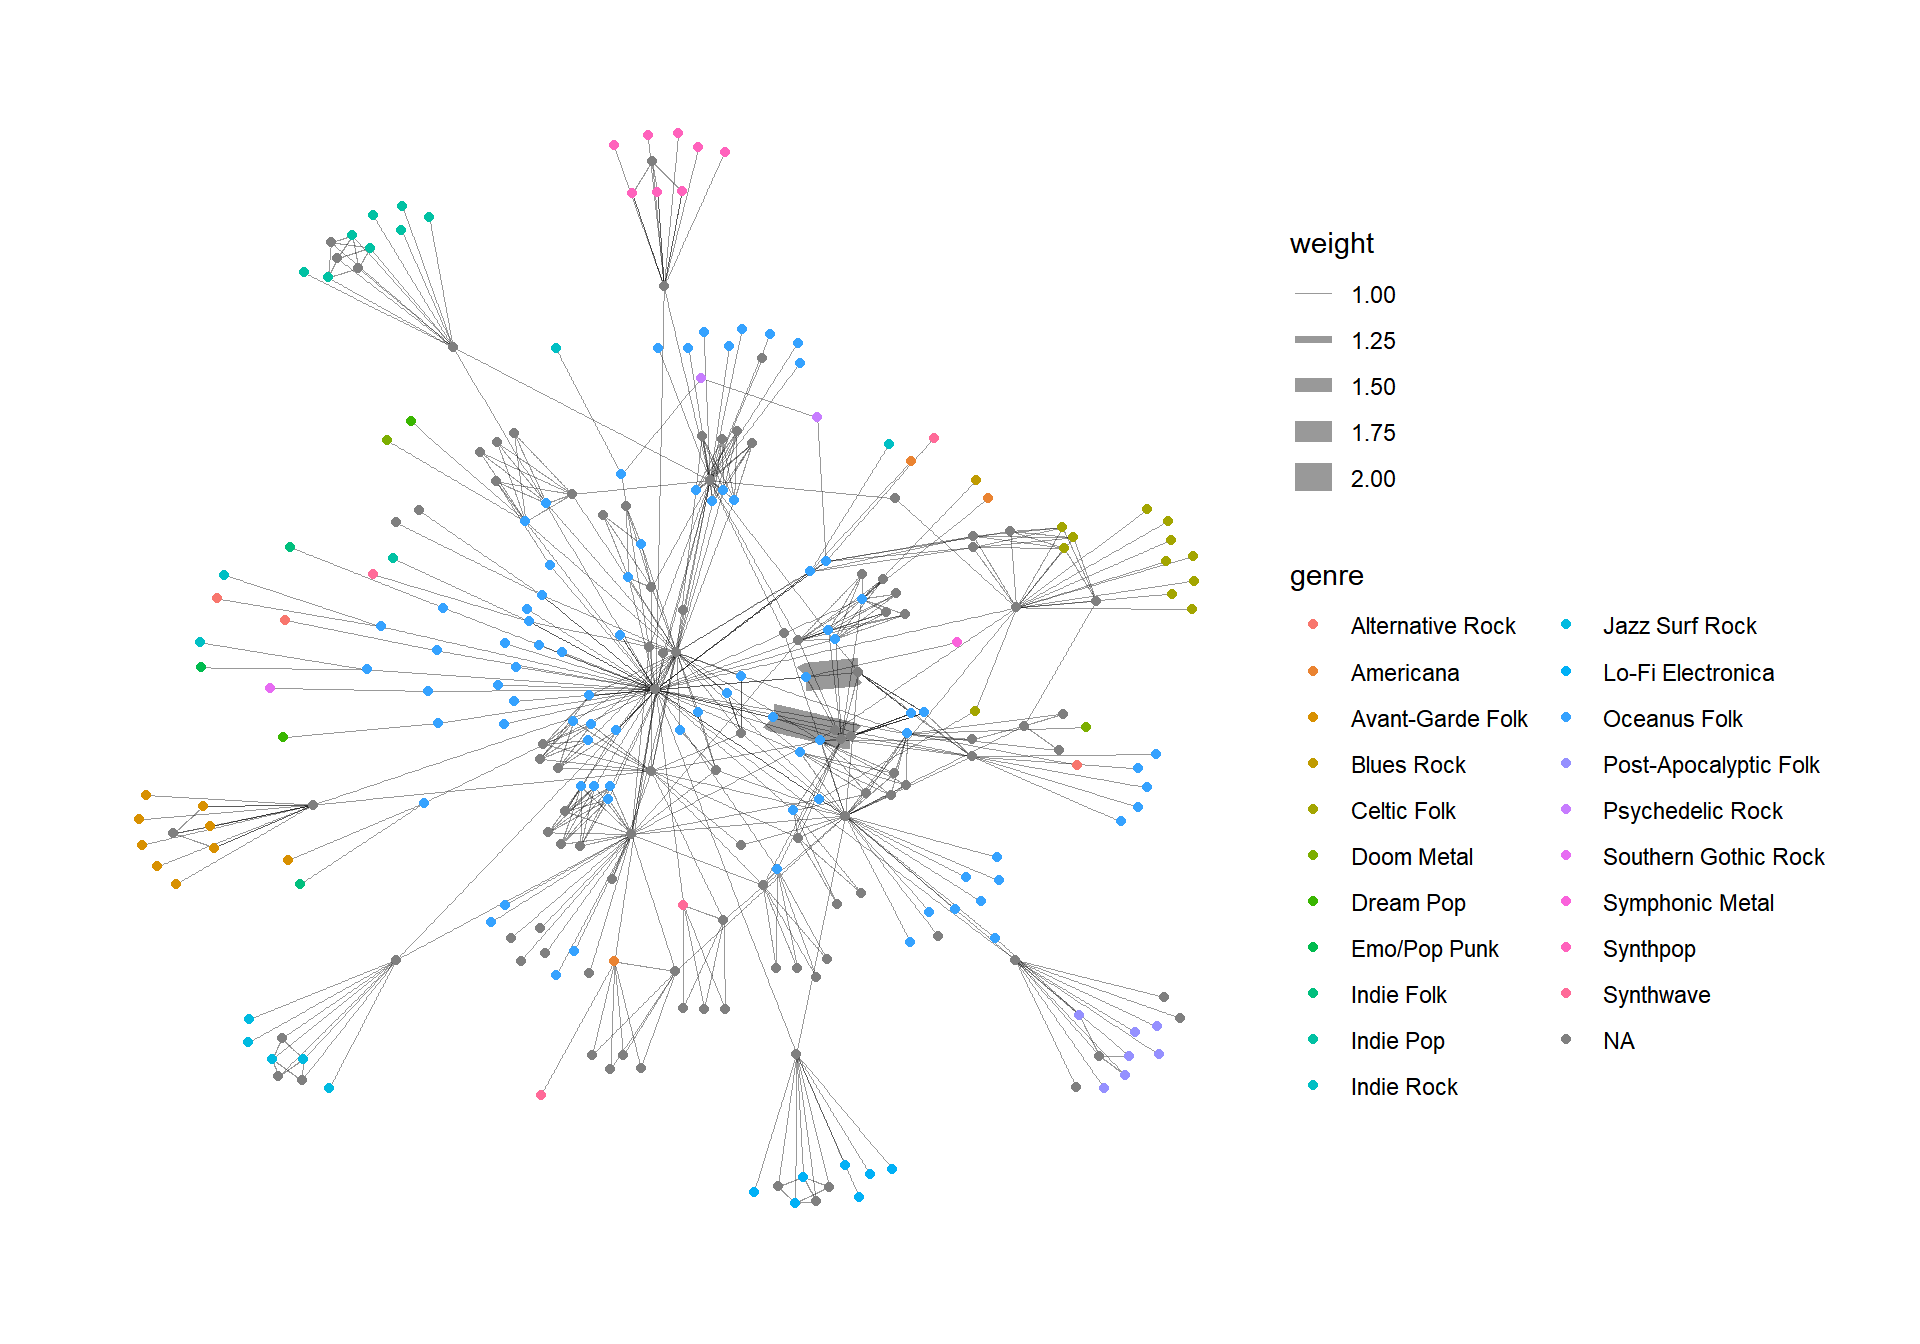 weight
1.00
1.25
1.50
1.75
2.00
genre
Alternative Rock
Americana
Avant-Garde Folk
Blues Rock
Celtic Folk
Doom Metal
Dream Pop
Emo/Pop Punk
Indie Folk
Indie Pop
Indie Rock
Jazz Surf Rock
Lo-Fi Electronica
Oceanus Folk
Post-Apocalyptic Folk
Psychedelic Rock
Southern Gothic Rock
Symphonic Metal
Synthpop
Synthwave
NA